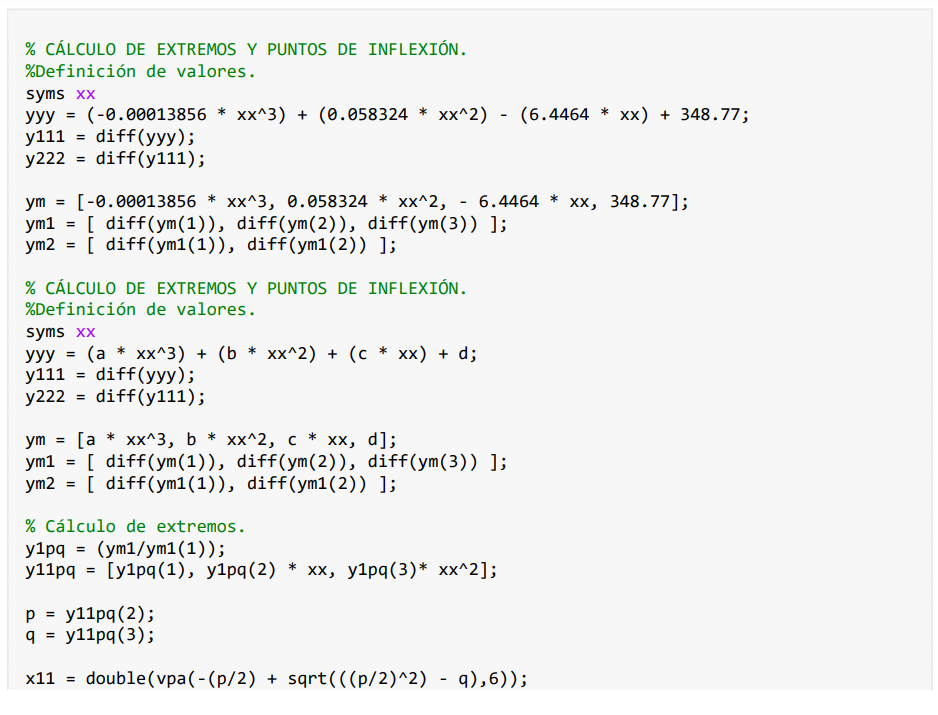 % CÁLCULO DE EXTREMOS Y PUNTOS DE INFLEXIÓN.
%Definición de valores.
syms xx
yyy = (-0.00013856 * xx^3) + (0.058324 * xx^2) - (6.4464 * xx) + 348.77;
y111 = diff(yyy);
y222 = diff(y111);
ym = [-0.00013856 * xx^3, 0.058324 * xx^2, - 6.4464 * xx, 348.77];
ym1 = [ diff(ym(1)), diff(ym(2)), diff(ym(3)) ];
ym2 = [ diff(ym1(1)), diff(ym1(2)) ];
% CÁLCULO DE EXTREMOS Y PUNTOS DE INFLEXIÓN.
%Definición de valores.
syms xx
yyy = (a * xx^3) + (b * xx^2) + (c * xx) + d;
y111 = diff(yyy);
y222 = diff(y111);
ym = [a * xx^3, b * xx^2, c * xx, d];
ym1 = [ diff(ym(1)), diff(ym(2)), diff(ym(3)) ];
ym2 = [ diff(ym1(1)), diff(ym1(2)) ];
% Cálculo de extremos.
y1pq = (ym1/ym1(1));
y11pq = [y1pq(1), y1pq(2) * xx, y1pq(3)* xx^2];
p = y11pq(2);
q = y11pq(3);
x11 = double(vpa(-(p/2) + sqrt(((p/2)^2) - q),6));